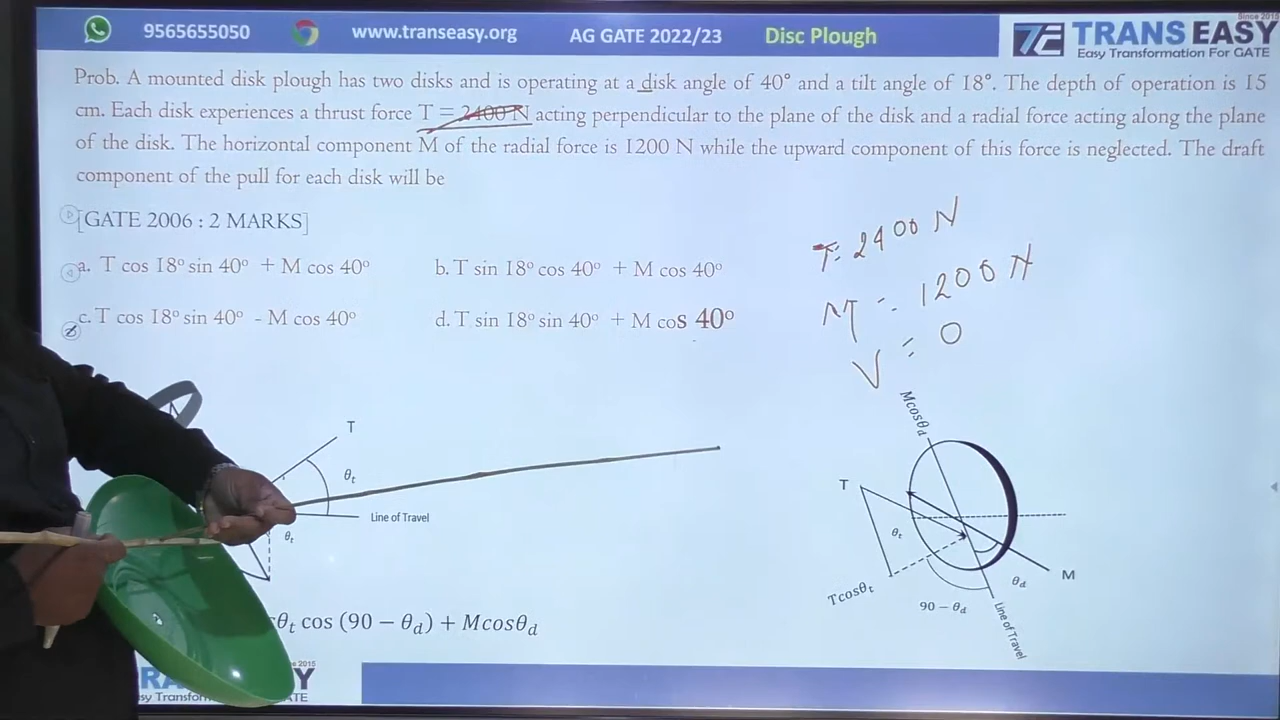 9565655050 www.transeasy.org AG GATE 2022/23 Disc Plough
Since 2015
TRANS EASY
Easy Transformation For GATE
Prob. A mounted disk plough has two disks and is operating at a disk angle of 40° and a tilt angle of 18°. The depth of operation is 15
cm. Each disk experiences a thrust force T = 2400 N acting perpendicular to the plane of the disk and a radial force acting along the plane
of the disk. The horizontal component M of the radial force is 1200 N while the upward component of this force is neglected. The draft
component of the pull for each disk will be
[GATE 2006 : 2 MARKS]
a. T cos 18° sin 40° + M cos 40° b. T sin 18° cos 40° + M cos 40°
c. T cos 18° sin 40° - M cos 40° d. T sin 18° sin 40° + M cos 40°
T = 2400 N
M = 1200 N
V = 0
T
θt
Line of Travel
θt
Mcosθd
T
θt
Tcosθt
90 − θd
θd
M
Line of Travel
θt cos (90 − θd) + Mcosθd
2015
Y